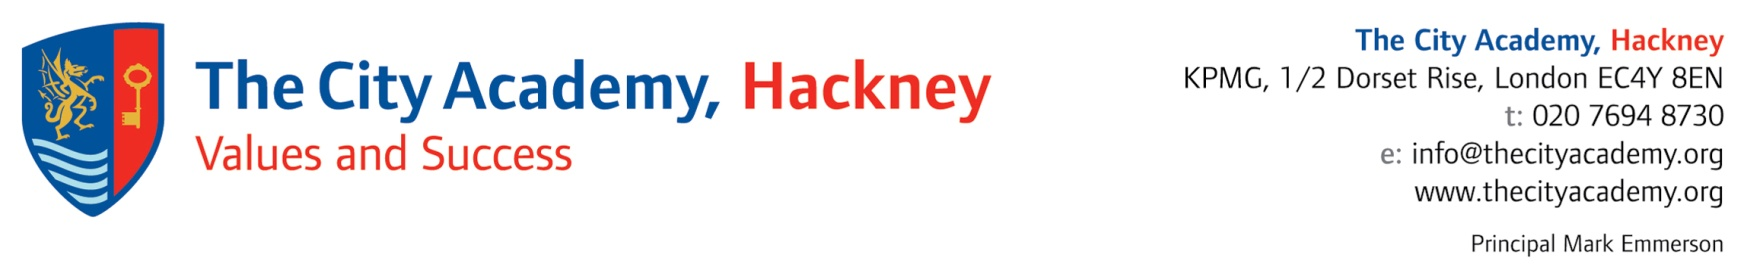 The City Academy, Hackney
Values and Success
The City Academy, Hackney
KPMG, 1/2 Dorset Rise, London EC4Y 8EN
t: 020 7694 8730
e: info@thecityacademy.org
www.thecityacademy.org
Principal Mark Emmerson